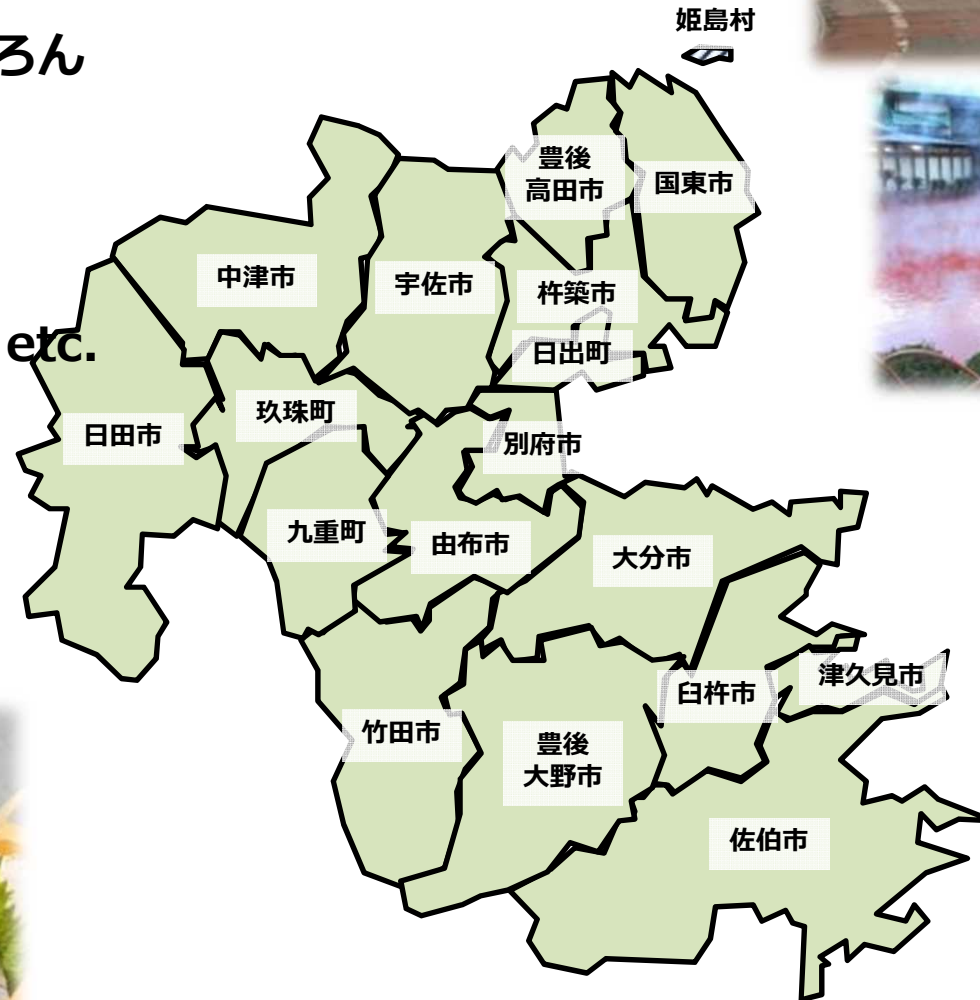 姫島村
ろん
豊後
高田市
国東市
中津市
宇佐市
杵築市
etc.
日出町
玖珠町
日田市
別府市
九重町
由布市
大分市
津久見市
臼杵市
竹田市
豊後
大野市
佐伯市